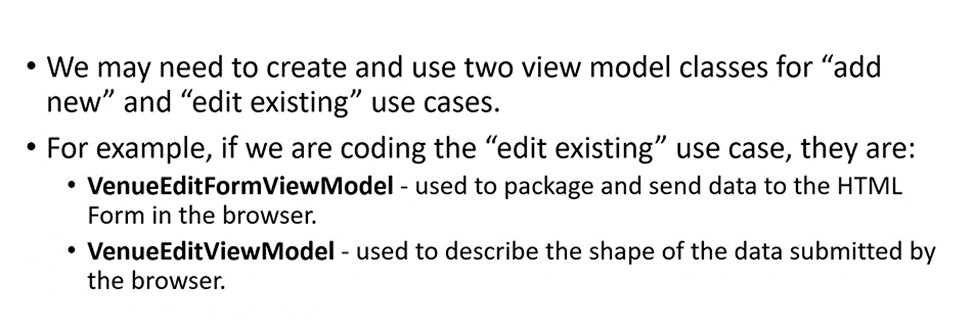 • We may need to create and use two view model classes for “add
new” and “edit existing” use cases.
• For example, if we are coding the “edit existing” use case, they are:
• VenueEditFormViewModel - used to package and send data to the HTML
Form in the browser.
• VenueEditViewModel - used to describe the shape of the data submitted by
the browser.